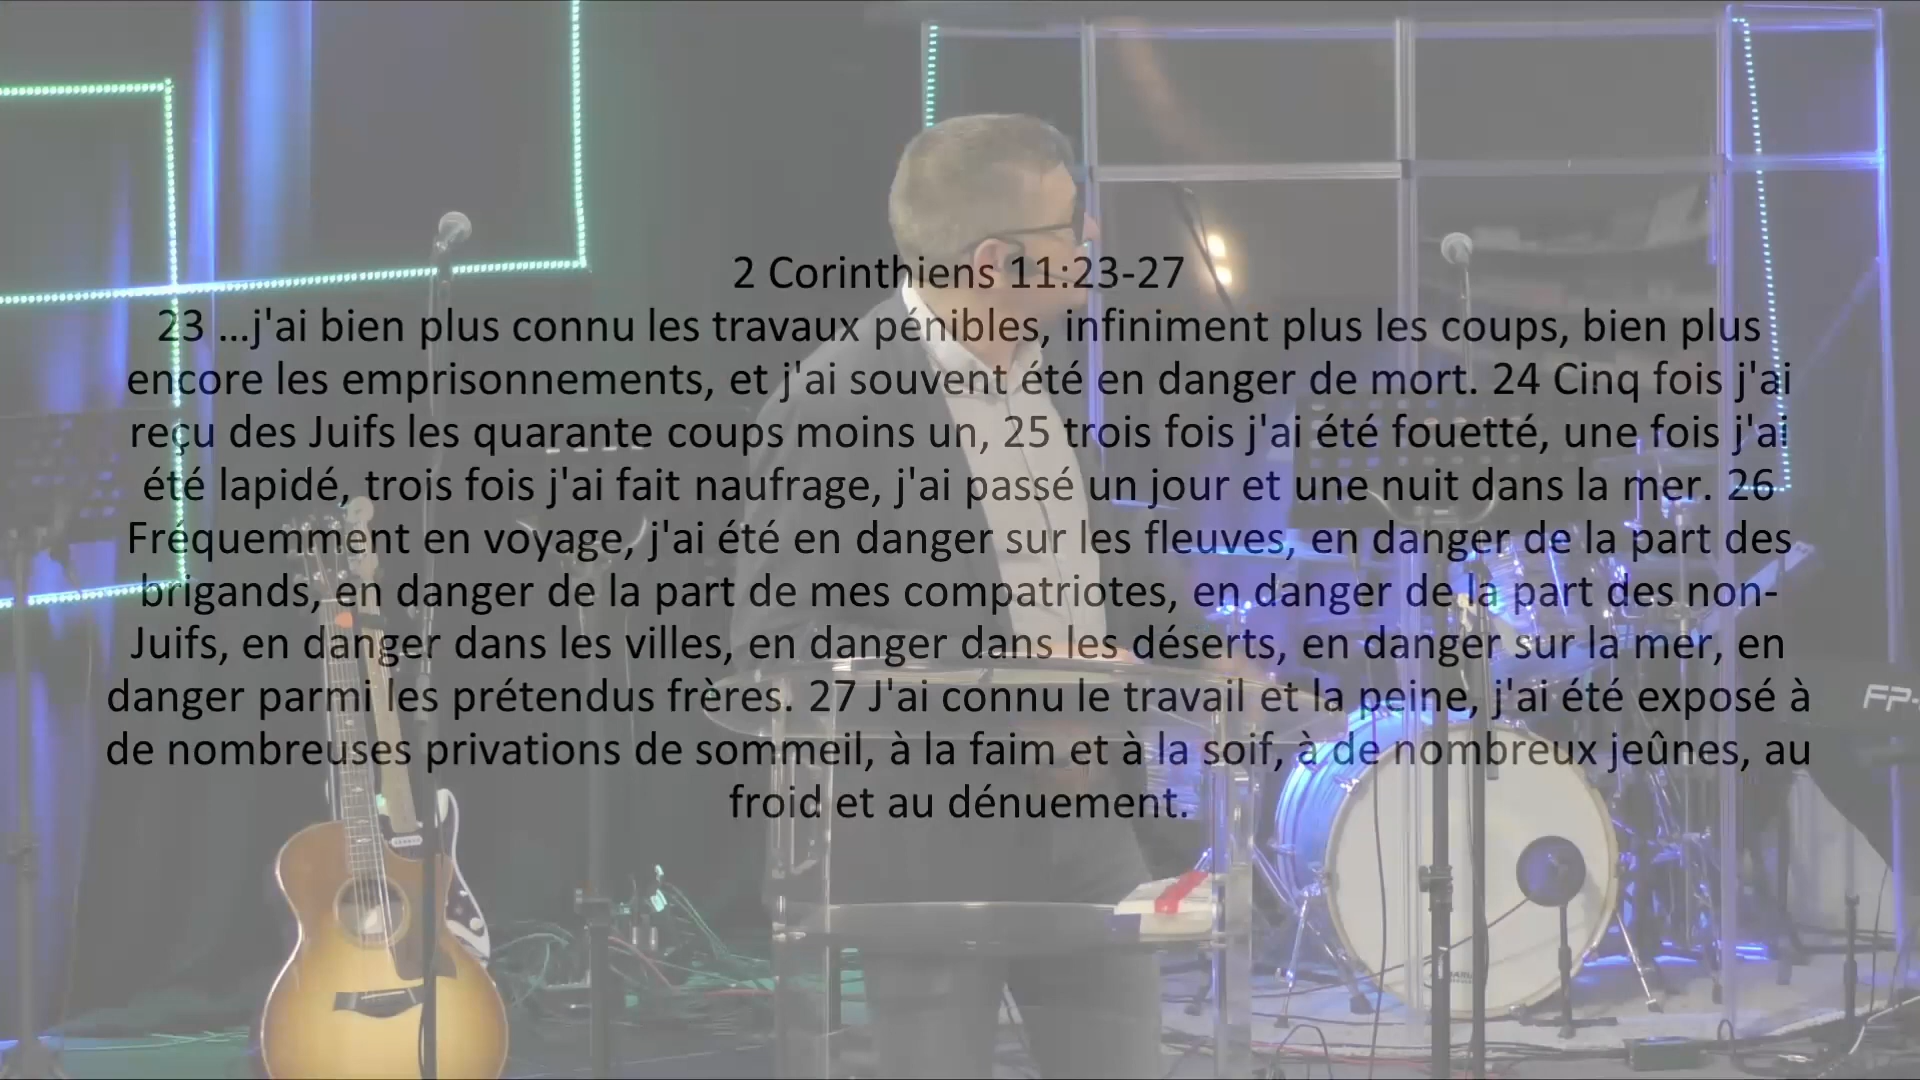 2 Corinthiens 11:23-27
23 ...j'ai bien plus connu les travaux pénibles, infiniment plus les coups, bien plus
encore les emprisonnements, et j'ai souvent été en danger de mort. 24 Cinq fois j'ai
reçu des Juifs les quarante coups moins un, 25 trois fois j'ai été fouetté, une fois j'ai
été lapidé, trois fois j'ai fait naufrage, j'ai passé un jour et une nuit dans la mer. 26
Fréquemment en voyage, j'ai été en danger sur les fleuves, en danger de la part des
brigands, en danger de la part de mes compatriotes, en danger de la part des non-
Juifs, en danger dans les villes, en danger dans les déserts, en danger sur la mer, en
danger parmi les prétendus frères. 27 J'ai connu le travail et la peine, j'ai été exposé à
de nombreuses privations de sommeil, à la faim et à la soif, à de nombreux jeûnes, au
froid et au dénuement.
FP-